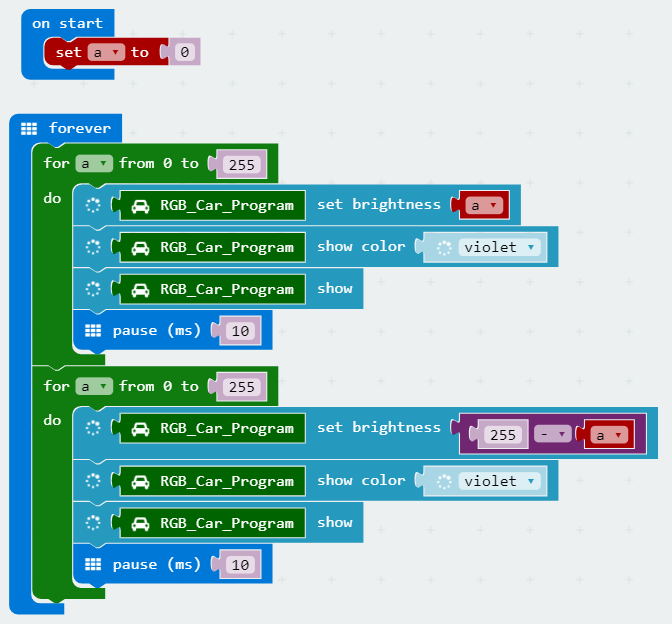 on start
set a to 0
forever
for a from 0 to 255
do RGB_Car_Program set brightness a
RGB_Car_Program show color violet
RGB_Car_Program show
pause (ms) 10
for a from 0 to 255
do RGB_Car_Program set brightness 255 - a
RGB_Car_Program show color violet
RGB_Car_Program show
pause (ms) 10